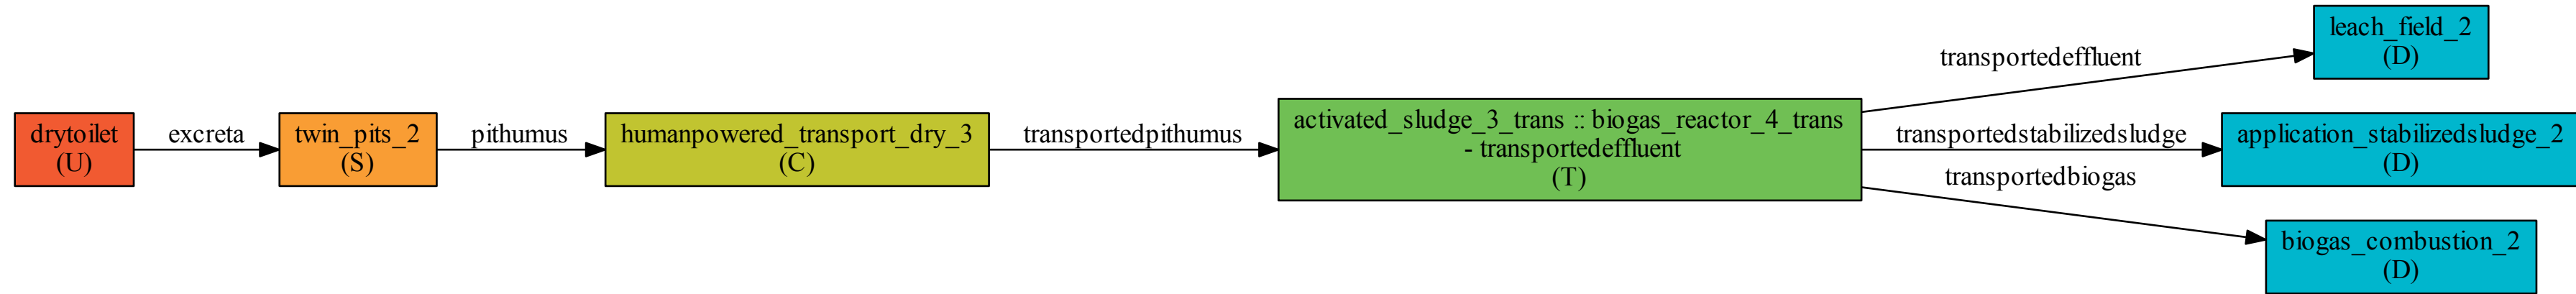 drytoilet
(U)
excreta
twin_pits_2
(S)
pithumus
humanpowered_transport_dry_3
(C)
transportedpithumus
activated_sludge_3_trans :: biogas_reactor_4_trans
- transportedeffluent
(T)
transportedeffluent
leach_field_2
(D)
transportedstabilizedsludge
application_stabilizedsludge_2
(D)
transportedbiogas
biogas_combustion_2
(D)